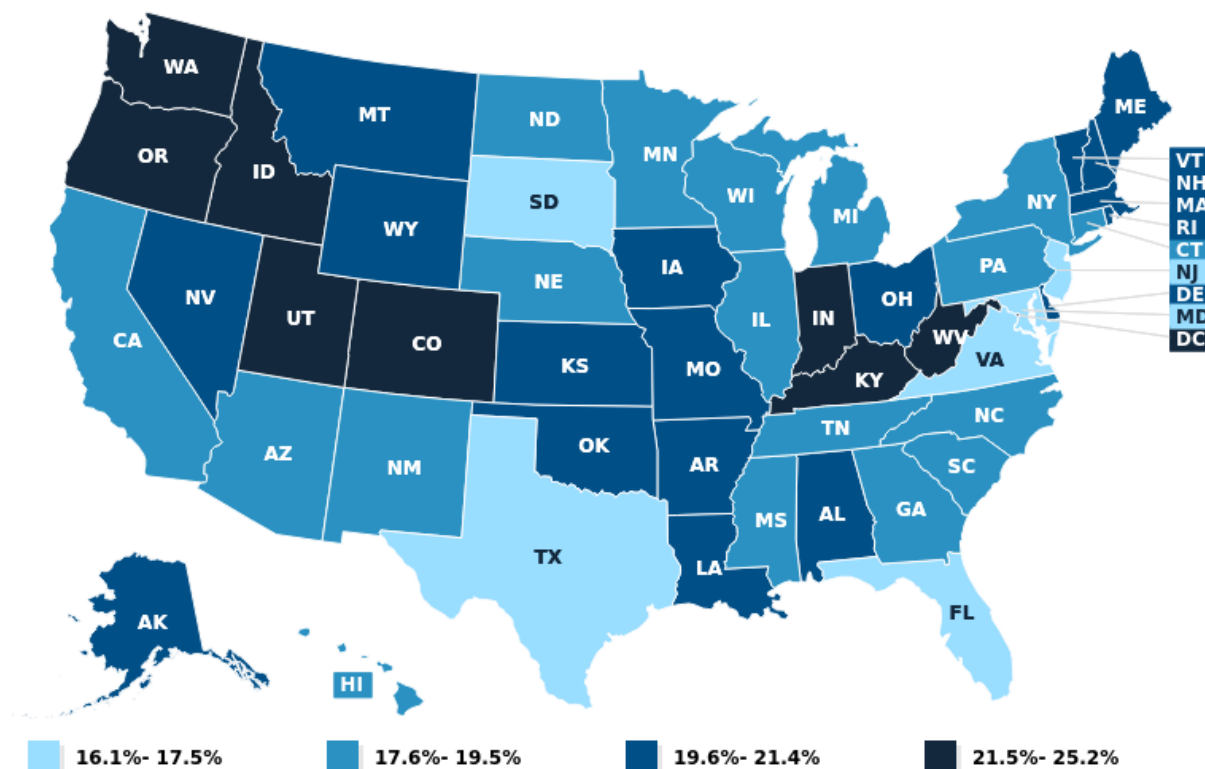 WA
MT
ND
MN
OR
ID
SD
WI
MI
NY
ME
VT
NH
MA
RI
CT
NJ
DE
MD
DC
WY
IA
NE
PA
NV
UT
CO
CA
IL
IN
OH
WV
VA
KS
MO
KY
AZ
NM
OK
AR
TN
NC
SC
MS
AL
GA
TX
LA
FL
AK
HI
16.1%- 17.5%
17.6%- 19.5%
19.6%- 21.4%
21.5%- 25.2%